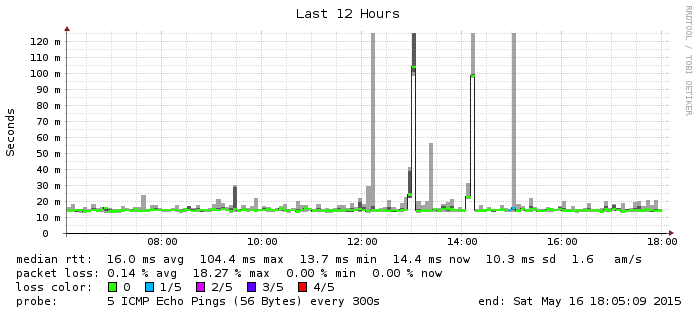 Last 12 Hours
RRDTOOL / TOBI OETIKER
Seconds
120 m
110 m
100 m
90 m
80 m
70 m
60 m
50 m
40 m
30 m
20 m
10 m
0
08:00 10:00 12:00 14:00 16:00 18:00
median rtt: 16.0 ms avg 104.4 ms max 13.7 ms min 14.4 ms now 10.3 ms sd 1.6 am/s
packet loss: 0.14 % avg 18.27 % max 0.00 % min 0.00 % now
loss color: 0 1/5 2/5 3/5 4/5
probe: 5 ICMP Echo Pings (56 Bytes) every 300s end: Sat May 16 18:05:09 2015